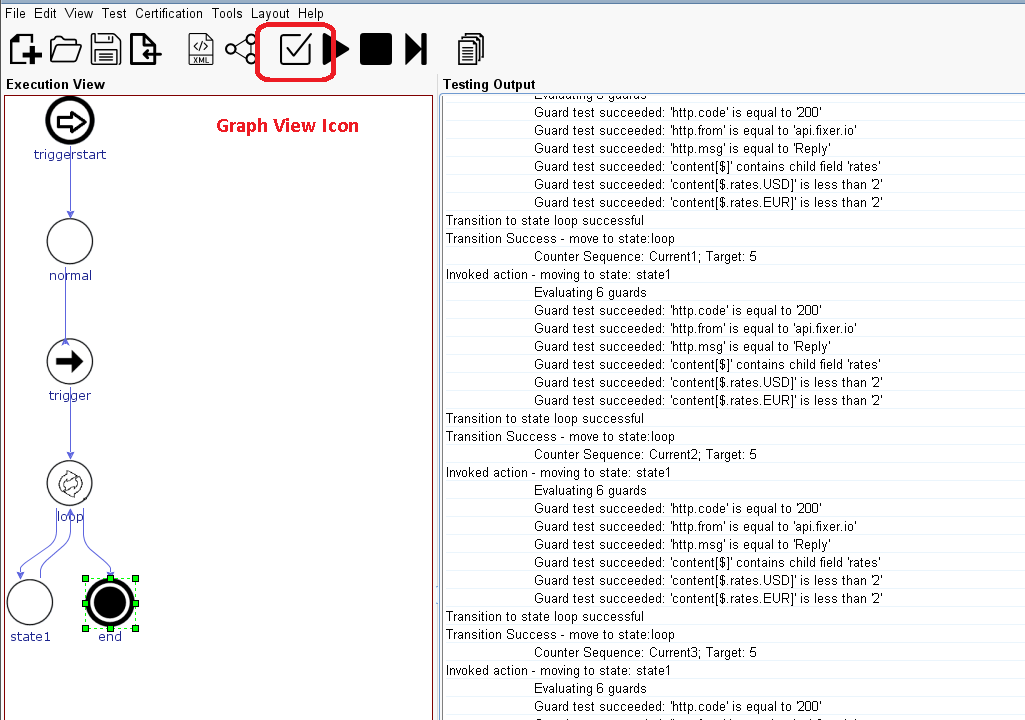 File Edit View Test Certification Tools Layout Help
XML
Execution View
Testing Output
Graph View Icon
triggerstart
normal
trigger
loop
state1
end
Evaluating 6 guards
Guard test succeeded: 'http.code' is equal to '200'
Guard test succeeded: 'http.from' is equal to 'api.fixer.io'
Guard test succeeded: 'http.msg' is equal to 'Reply'
Guard test succeeded: 'content[$]' contains child field 'rates'
Guard test succeeded: 'content[$.rates.USD]' is less than '2'
Guard test succeeded: 'content[$.rates.EUR]' is less than '2'
Transition to state loop successful
Transition Success - move to state:loop
Counter Sequence: Current1; Target: 5
Invoked action - moving to state: state1
Evaluating 6 guards
Guard test succeeded: 'http.code' is equal to '200'
Guard test succeeded: 'http.from' is equal to 'api.fixer.io'
Guard test succeeded: 'http.msg' is equal to 'Reply'
Guard test succeeded: 'content[$]' contains child field 'rates'
Guard test succeeded: 'content[$.rates.USD]' is less than '2'
Guard test succeeded: 'content[$.rates.EUR]' is less than '2'
Transition to state loop successful
Transition Success - move to state:loop
Counter Sequence: Current2; Target: 5
Invoked action - moving to state: state1
Evaluating 6 guards
Guard test succeeded: 'http.code' is equal to '200'
Guard test succeeded: 'http.from' is equal to 'api.fixer.io'
Guard test succeeded: 'http.msg' is equal to 'Reply'
Guard test succeeded: 'content[$]' contains child field 'rates'
Guard test succeeded: 'content[$.rates.USD]' is less than '2'
Guard test succeeded: 'content[$.rates.EUR]' is less than '2'
Transition to state loop successful
Transition Success - move to state:loop
Counter Sequence: Current3; Target: 5
Invoked action - moving to state: state1
Evaluating 6 guards
Guard test succeeded: 'http.code' is equal to '200'